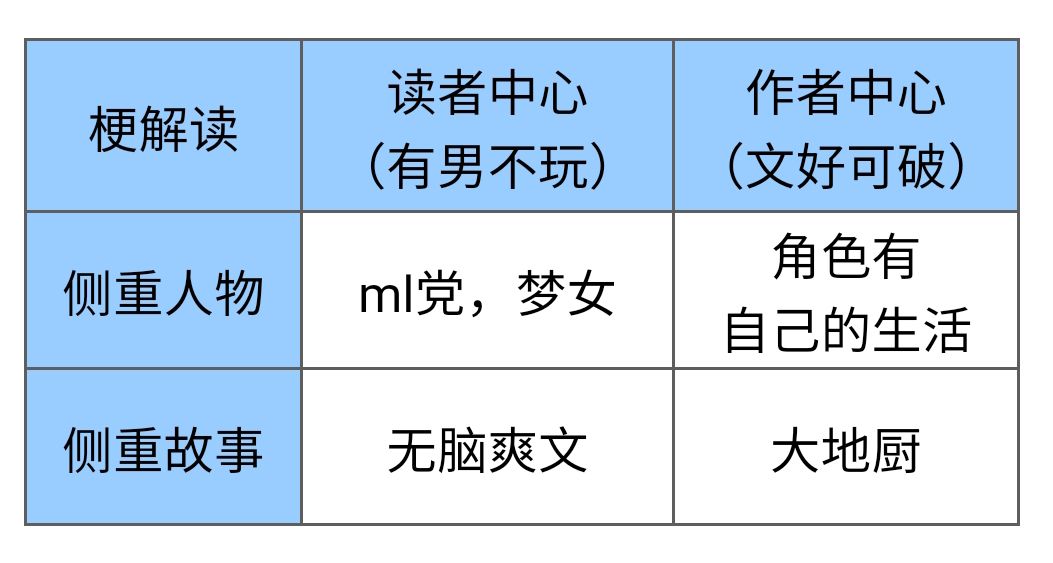 梗解读
读者中心
（有男不玩）
作者中心
（文好可破）
侧重人物
ml党，梦女
角色有
自己的生活
侧重故事
无脑爽文
大地厨